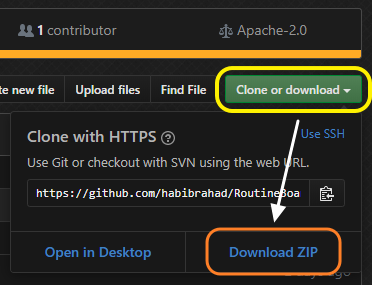 1 contributor
Apache-2.0
new file
Upload files
Find File
Clone or download
Clone with HTTPS
Use SSH
Use Git or checkout with SVN using the web URL.
https://github.com/habibrahad/RoutineBoa
Open in Desktop
Download ZIP